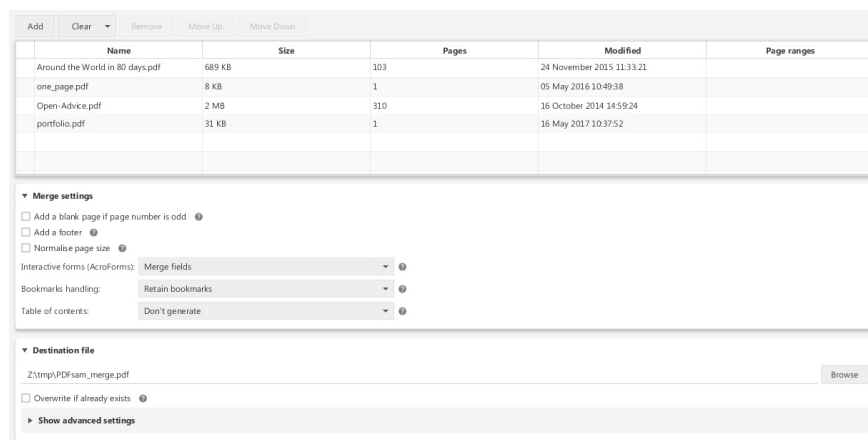 Add Clear Remove Move Up Move Down
Name Size Pages Modified Page ranges
Around the World in 80 days.pdf 689 KB 103 24 November 2015 11:33:21
one_page.pdf 8 KB 1 05 May 2016 10:49:38
Open-Advice.pdf 2 MB 310 16 October 2014 14:59:24
portfolio.pdf 31 KB 1 16 May 2017 10:37:52
Merge settings
Add a blank page if page number is odd ?
Add a footer ?
Normalise page size ?
Interactive forms (AcroForms): Merge fields ?
Bookmarks handling: Retain bookmarks ?
Table of contents: Don't generate ?
Destination file
Z:\tmp\PDFsam_merge.pdf Browse
Overwrite if already exists ?
Show advanced settings